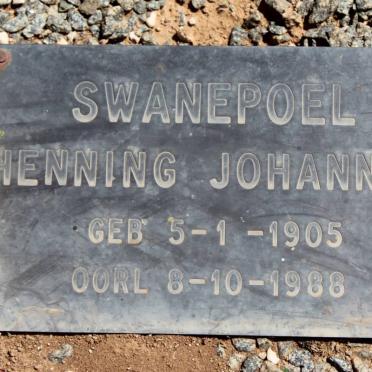 SWANEPOEL
HENNING JOHANN
GEB 5-1-1905
OORL 8-10-1988